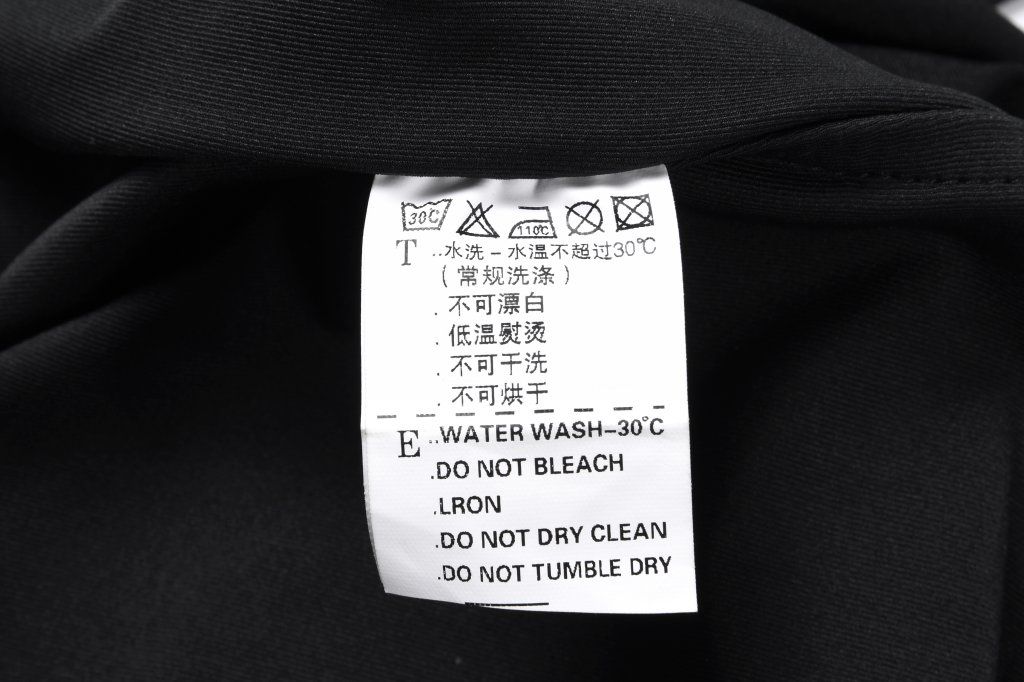 30℃ 110℃
T ..水洗-水温不超过30℃
(常规洗涤)
.不可漂白
.低温熨烫
.不可干洗
.不可烘干
E ..WATER WASH-30℃
.DO NOT BLEACH
.LRON
.DO NOT DRY CLEAN
.DO NOT TUMBLE DRY